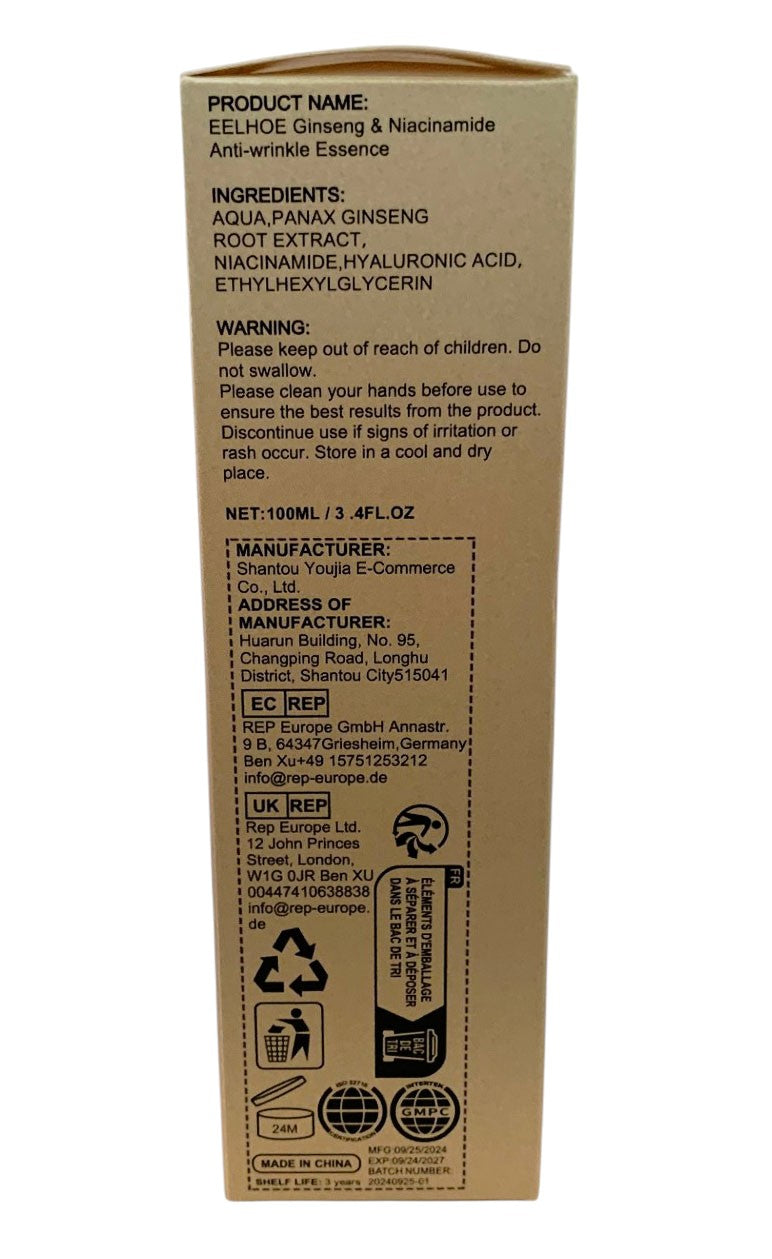 PRODUCT NAME:
EELHOE Ginseng & Niacinamide
Anti-wrinkle Essence
INGREDIENTS:
AQUA,PANAX GINSENG
ROOT EXTRACT,
NIACINAMIDE,HYALURONIC ACID,
ETHYLHEXYLGLYCERIN
WARNING:
Please keep out of reach of children. Do
not swallow.
Please clean your hands before use to
ensure the best results from the product.
Discontinue use if signs of irritation or
rash occur. Store in a cool and dry
place.
NET:100ML / 3 .4FL.OZ
MANUFACTURER:
Shantou Youjia E-Commerce
Co., Ltd.
ADDRESS OF
MANUFACTURER:
Huarun Building, No. 95,
Changping Road, Longhu
District, Shantou City515041
EC REP
REP Europe GmbH Annastr.
9 B, 64347Griesheim,Germany
Ben Xu+49 15751253212
info@rep-europe.de
UK REP
Rep Europe Ltd.
12 John Princes
Street, London,
W1G 0JR Ben XU
00447410638838
info@rep-europe.
de
FR
ÉLÉMENTS D'EMBALLAGE
À SÉPARER ET À DÉPOSER
DANS LE BAC DE TRI
BAC
DE
TRI
24M
ISO 22716
CERTIFICATION
INTERTEK
GMPC
MADE IN CHINA
MFG:09/25/2024
EXP:09/24/2027
BATCH NUMBER:
20240925-01
SHELF LIFE: 3 years